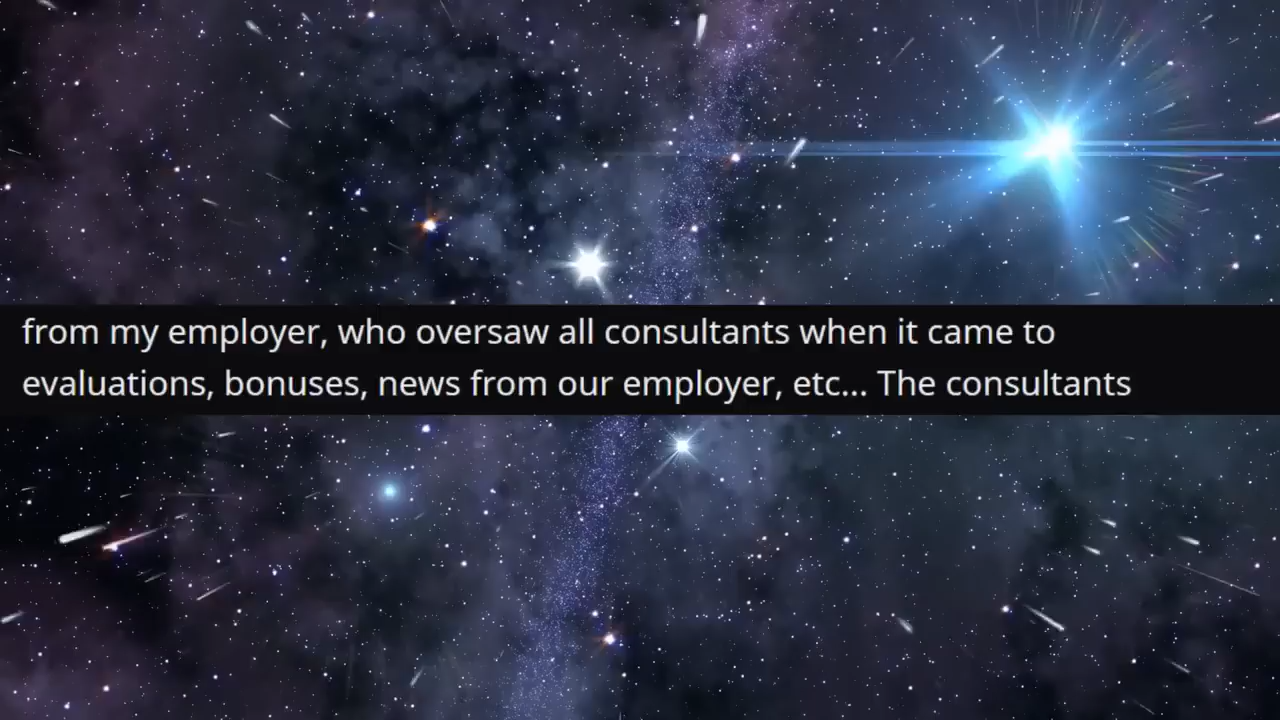 from my employer, who oversaw all consultants when it came to
evaluations, bonuses, news from our employer, etc... The consultants